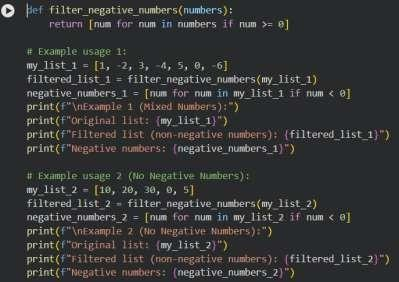 def filter_negative_numbers(numbers):
    return [num for num in numbers if num >= 0]

# Example usage 1:
my_list_1 = [1, -2, 3, -4, 5, 0, -6]
filtered_list_1 = filter_negative_numbers(my_list_1)
negative_numbers_1 = [num for num in my_list_1 if num < 0]
print(f"\nExample 1 (Mixed Numbers):")
print(f"Original list: {my_list_1}")
print(f"Filtered list (non-negative numbers): {filtered_list_1}")
print(f"Negative numbers: {negative_numbers_1}")

# Example usage 2 (No Negative Numbers):
my_list_2 = [10, 20, 30, 0, 5]
filtered_list_2 = filter_negative_numbers(my_list_2)
negative_numbers_2 = [num for num in my_list_2 if num < 0]
print(f"\nExample 2 (No Negative Numbers):")
print(f"Original list: {my_list_2}")
print(f"Filtered list (non-negative numbers): {filtered_list_2}")
print(f"Negative numbers: {negative_numbers_2}")